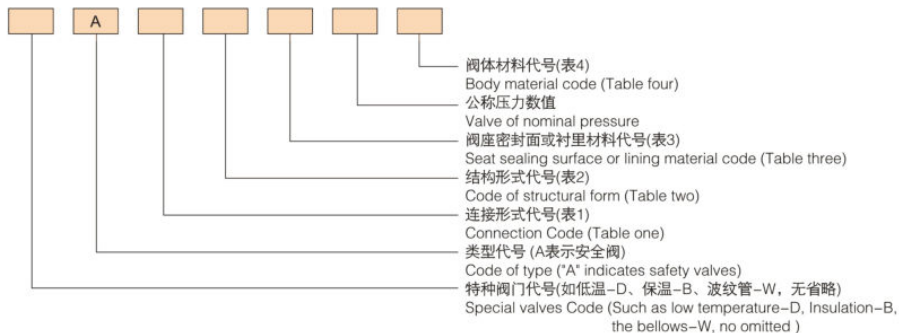 A
阀体材料代号(表4)
Body material code (Table four)
公称压力数值
Valve of nominal pressure
阀座密封面或衬里材料代号(表3)
Seat sealing surface or lining material code (Table three)
结构形式代号(表2)
Code of structural form (Table two)
连接形式代号(表1)
Connection Code (Table one)
类型代号 (A表示安全阀)
Code of type ("A" indicates safety valves)
特种阀门代号(如低温–D、保温–B、波纹管–W，无省略)
Special valves Code (Such as low temperature–D, Insulation–B,
the bellows–W, no omitted )